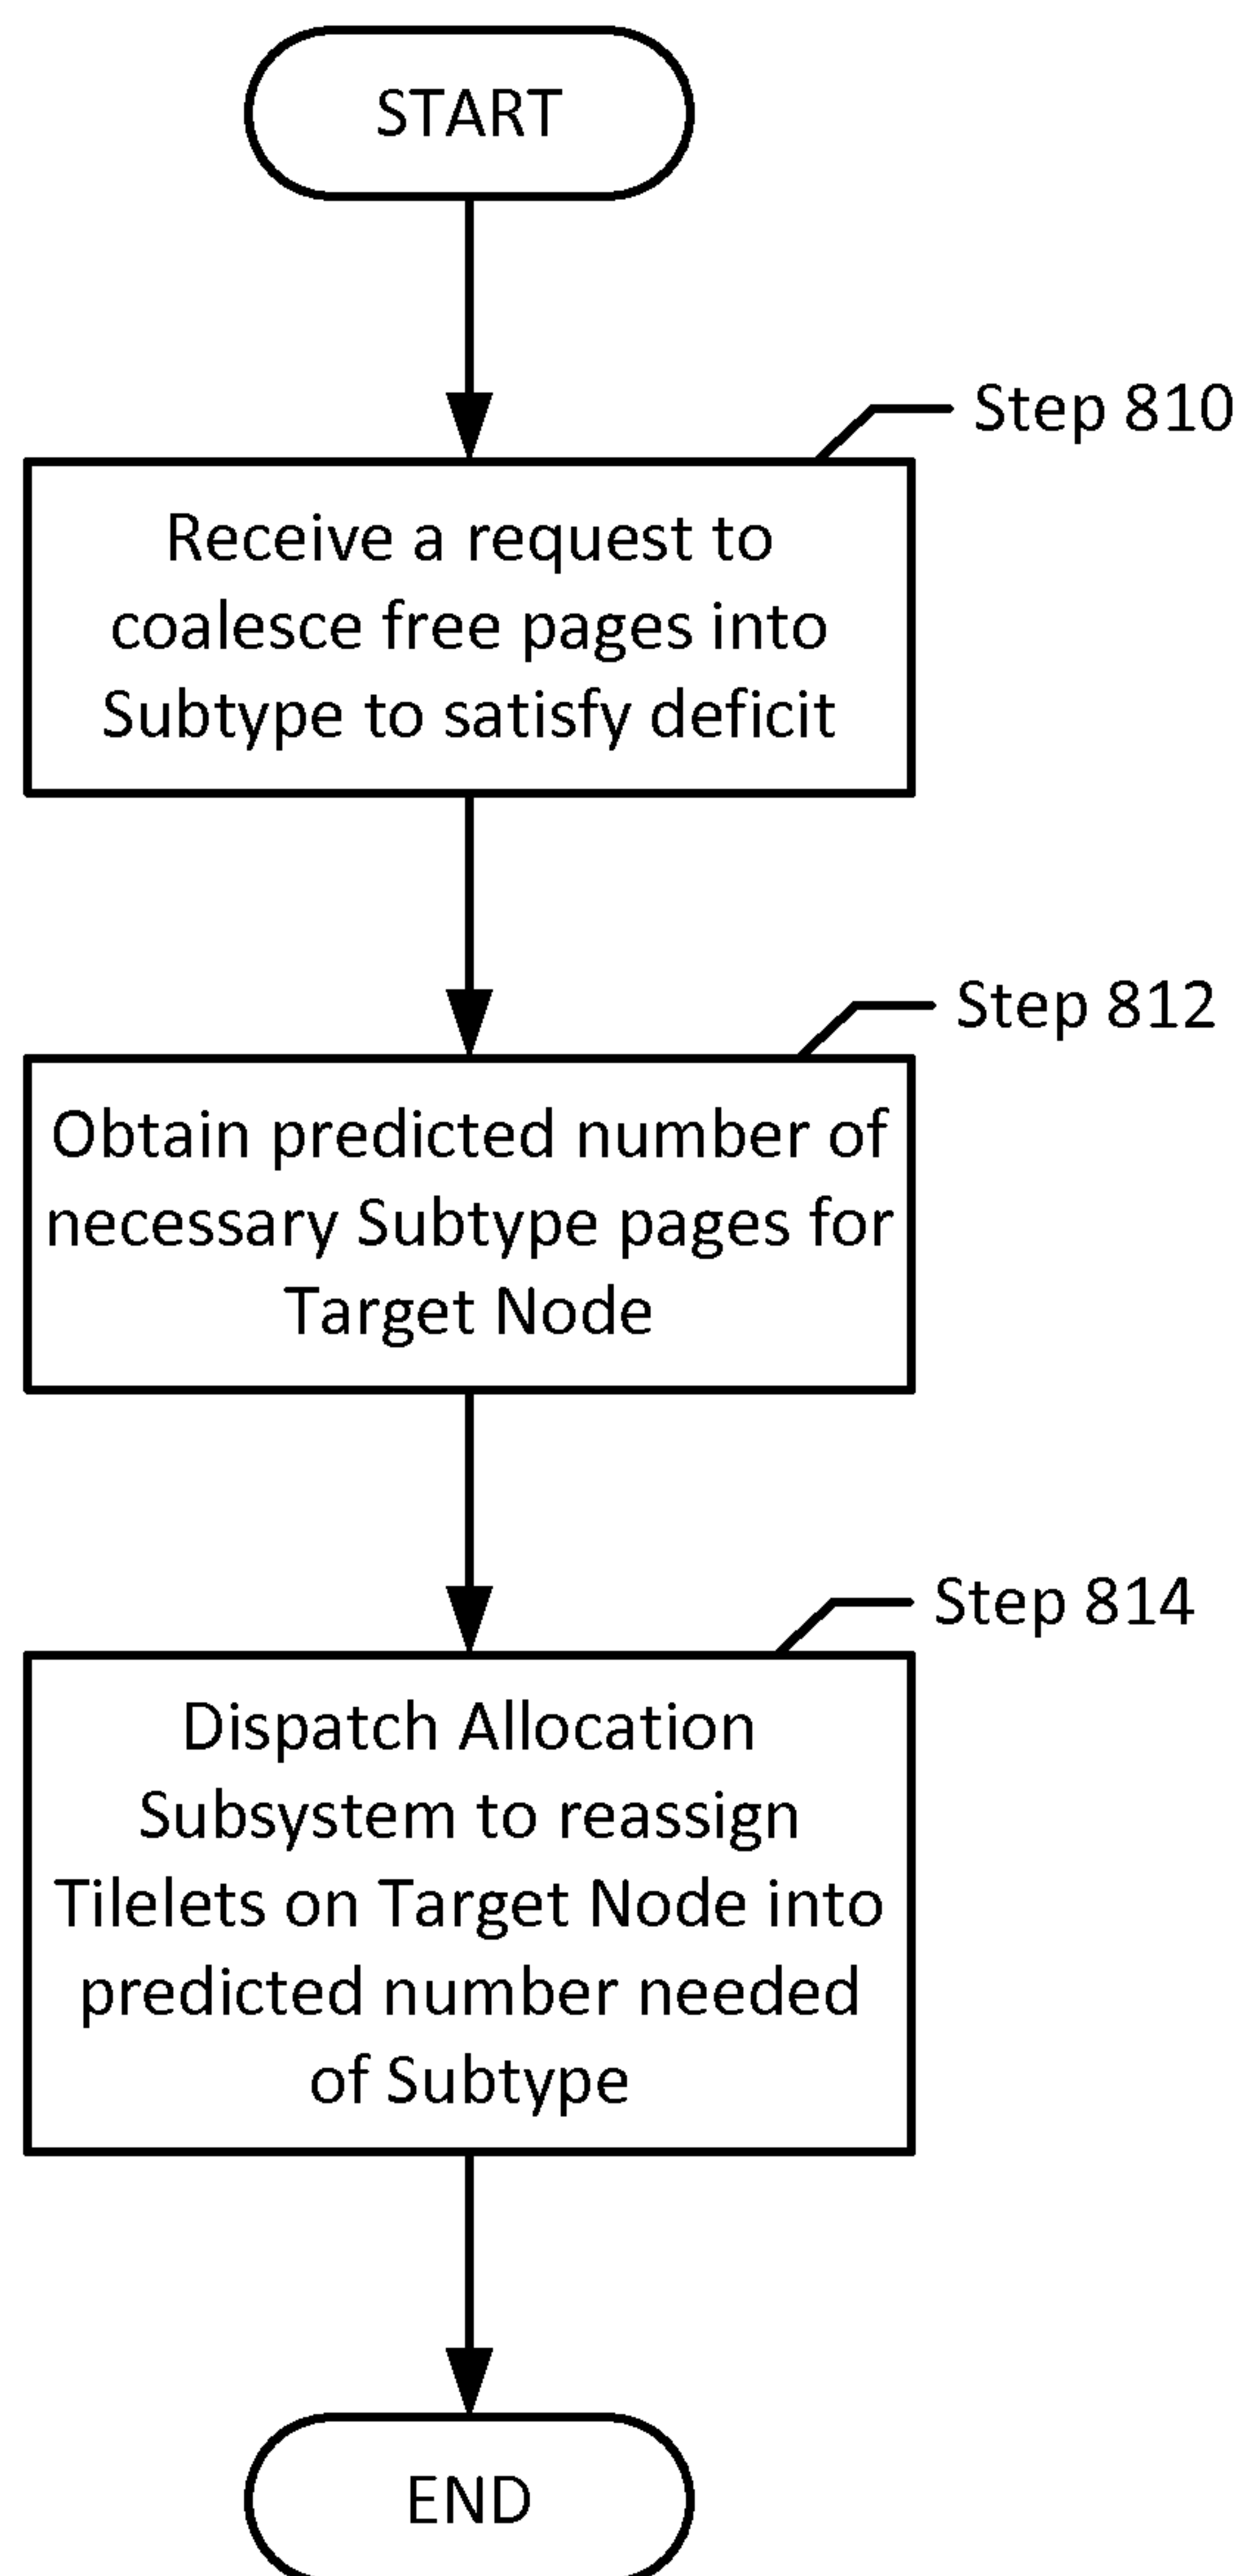 START
Step 810
Receive a request to
coalesce free pages into
Subtype to satisfy deficit
Step 812
Obtain predicted number of
necessary Subtype pages for
Target Node
Step 814
Dispatch Allocation
Subsystem to reassign
Tilelets on Target Node into
predicted number needed
of Subtype
END